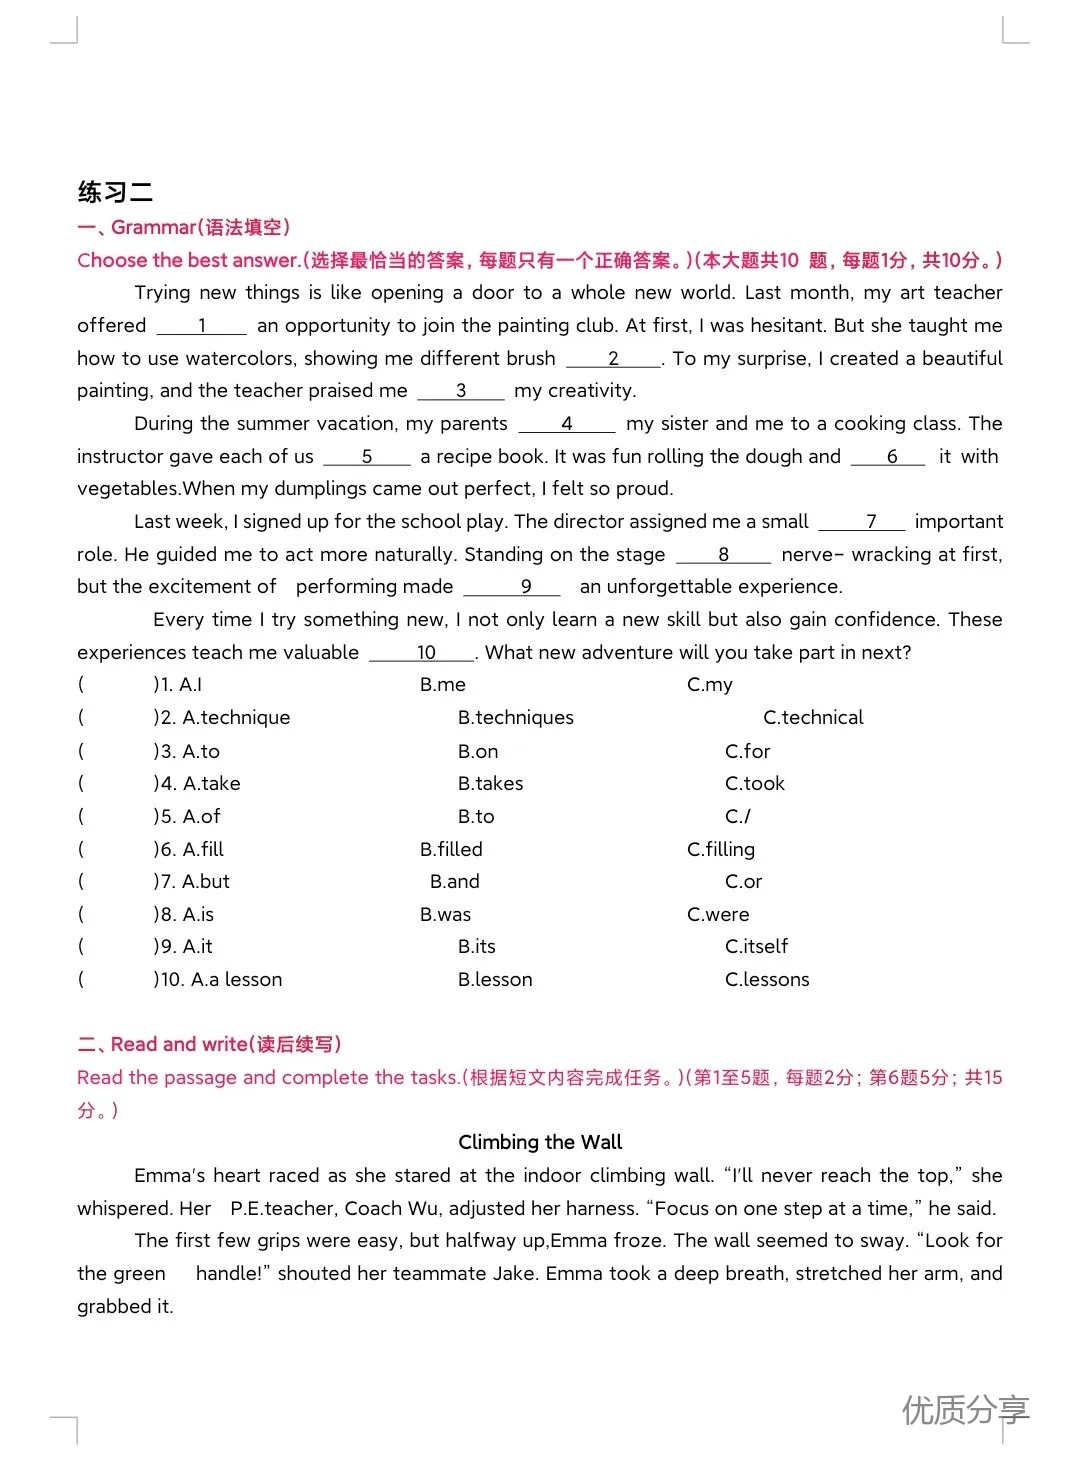 练习二
一、Grammar(语法填空)
Choose the best answer.(选择最恰当的答案，每题只有一个正确答案。)(本大题共10 题，每题1分，共10分。)
Trying new things is like opening a door to a whole new world. Last month, my art teacher
offered ____1____ an opportunity to join the painting club. At first, I was hesitant. But she taught me
how to use watercolors, showing me different brush ____2____. To my surprise, I created a beautiful
painting, and the teacher praised me ____3____ my creativity.
During the summer vacation, my parents ____4____ my sister and me to a cooking class. The
instructor gave each of us ____5____ a recipe book. It was fun rolling the dough and ____6____ it with
vegetables.When my dumplings came out perfect, I felt so proud.
Last week, I signed up for the school play. The director assigned me a small ____7____ important
role. He guided me to act more naturally. Standing on the stage ____8____ nerve– wracking at first,
but the excitement of performing made ____9____ an unforgettable experience.
Every time I try something new, I not only learn a new skill but also gain confidence. These
experiences teach me valuable ____10____. What new adventure will you take part in next?
( )1. A.I B.me C.my
( )2. A.technique B.techniques C.technical
( )3. A.to B.on C.for
( )4. A.take B.takes C.took
( )5. A.of B.to C./
( )6. A.fill B.filled C.filling
( )7. A.but B.and C.or
( )8. A.is B.was C.were
( )9. A.it B.its C.itself
( )10. A.a lesson B.lesson C.lessons
二、Read and write(读后续写)
Read the passage and complete the tasks.(根据短文内容完成任务。)(第1至5题，每题2分；第6题5分；共15
分。)
Climbing the Wall
Emma's heart raced as she stared at the indoor climbing wall. “I'll never reach the top,” she
whispered. Her P.E.teacher, Coach Wu, adjusted her harness. “Focus on one step at a time,” he said.
The first few grips were easy, but halfway up,Emma froze. The wall seemed to sway. “Look for
the green handle!” shouted her teammate Jake. Emma took a deep breath, stretched her arm, and
grabbed it.
优质分享